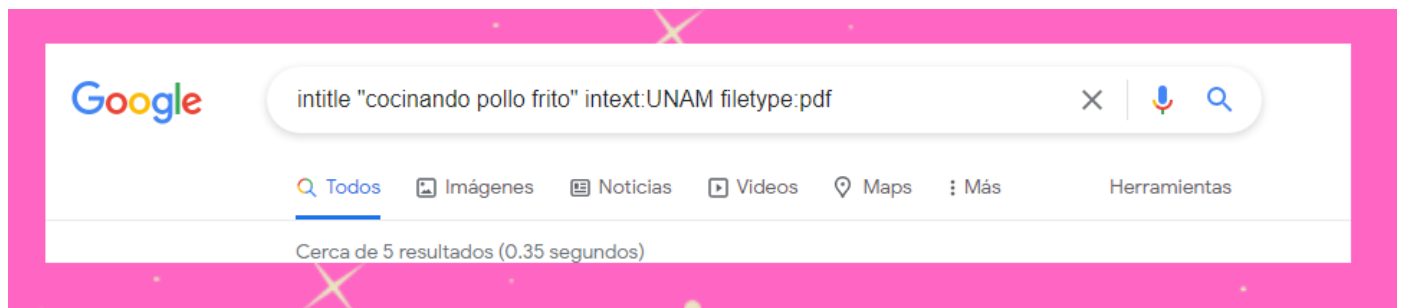 Google
intitle "cocinando pollo frito" intext:UNAM filetype:pdf
Todos Imágenes Noticias Videos Maps Más Herramientas
Cerca de 5 resultados (0.35 segundos)